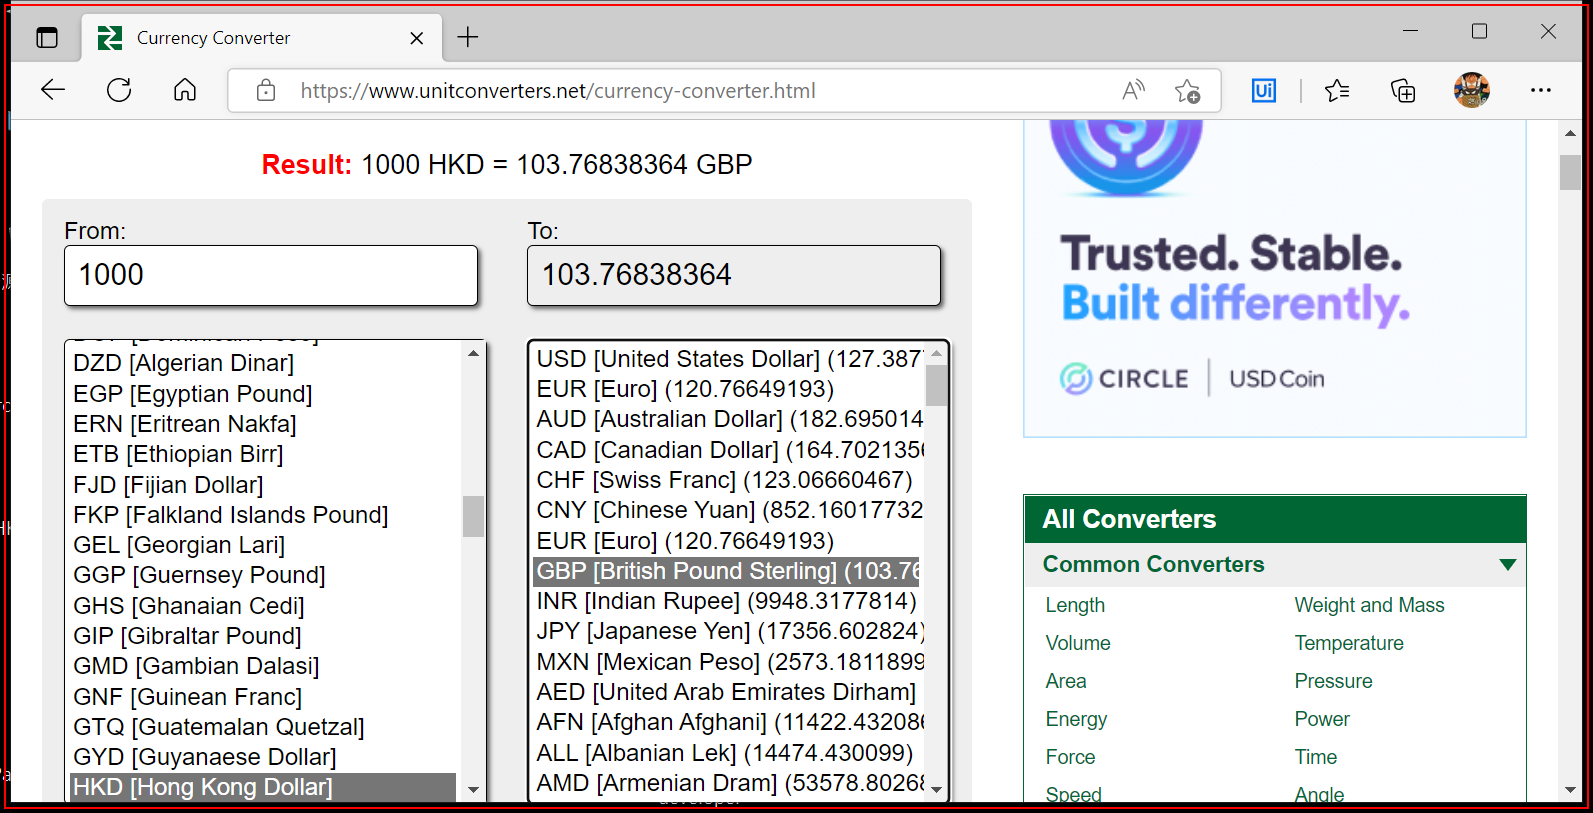 Currency Converter
https://www.unitconverters.net/currency-converter.html
Result: 1000 HKD = 103.76838364 GBP
From:
1000
DZD [Algerian Dinar]
EGP [Egyptian Pound]
ERN [Eritrean Nakfa]
ETB [Ethiopian Birr]
FJD [Fijian Dollar]
FKP [Falkland Islands Pound]
GEL [Georgian Lari]
GGP [Guernsey Pound]
GHS [Ghanaian Cedi]
GIP [Gibraltar Pound]
GMD [Gambian Dalasi]
GNF [Guinean Franc]
GTQ [Guatemalan Quetzal]
GYD [Guyanaese Dollar]
HKD [Hong Kong Dollar]
To:
103.76838364
USD [United States Dollar] (127.387
EUR [Euro] (120.76649193)
AUD [Australian Dollar] (182.695014
CAD [Canadian Dollar] (164.702135
CHF [Swiss Franc] (123.06660467)
CNY [Chinese Yuan] (852.16017732
EUR [Euro] (120.76649193)
GBP [British Pound Sterling] (103.76
INR [Indian Rupee] (9948.3177814)
JPY [Japanese Yen] (17356.602824)
MXN [Mexican Peso] (2573.1811899
AED [United Arab Emirates Dirham]
AFN [Afghan Afghani] (11422.43208
ALL [Albanian Lek] (14474.430099)
AMD [Armenian Dram] (53578.8026
Trusted. Stable.
Built differently.
CIRCLE | USD Coin
All Converters
Common Converters
Length
Weight and Mass
Volume
Temperature
Area
Pressure
Energy
Power
Force
Time
Speed
Angle